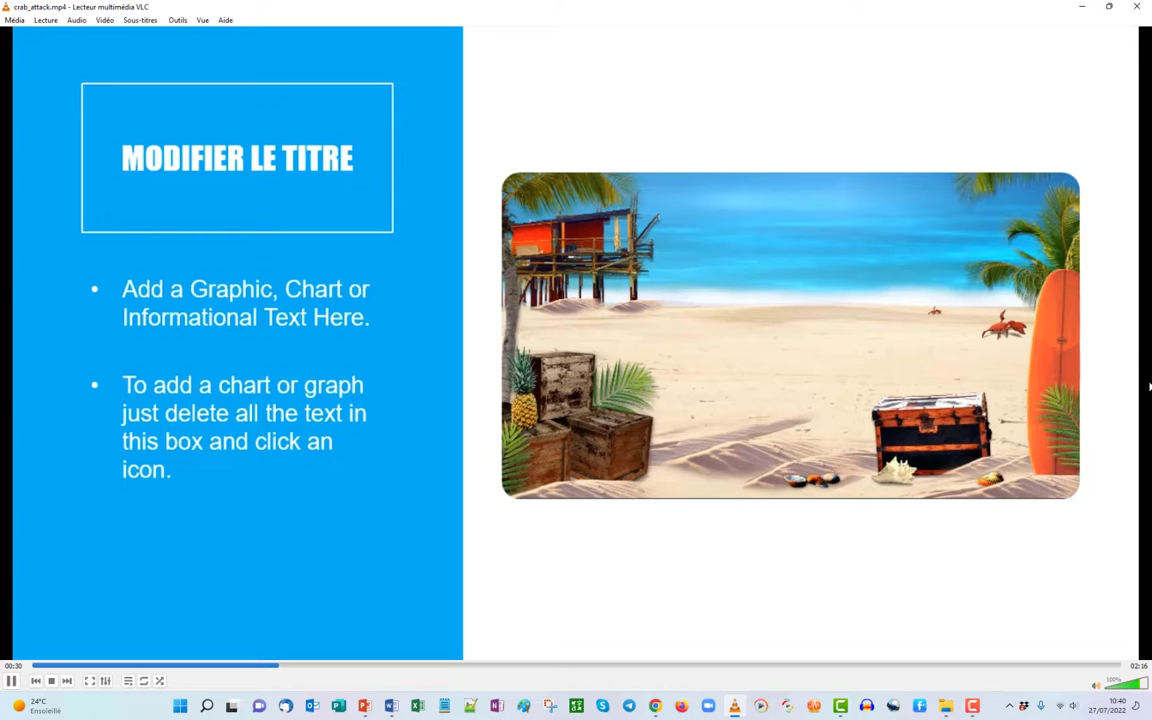 crab_attack.mp4 - Lecteur multimédia VLC
Média Lecture Audio Vidéo Sous-titres Outils Vue Aide
MODIFIER LE TITRE
• Add a Graphic, Chart or
Informational Text Here.
• To add a chart or graph
just delete all the text in
this box and click an
icon.
00:30
02:16
100%
24°C
Ensoleillé
10:40
27/07/2022